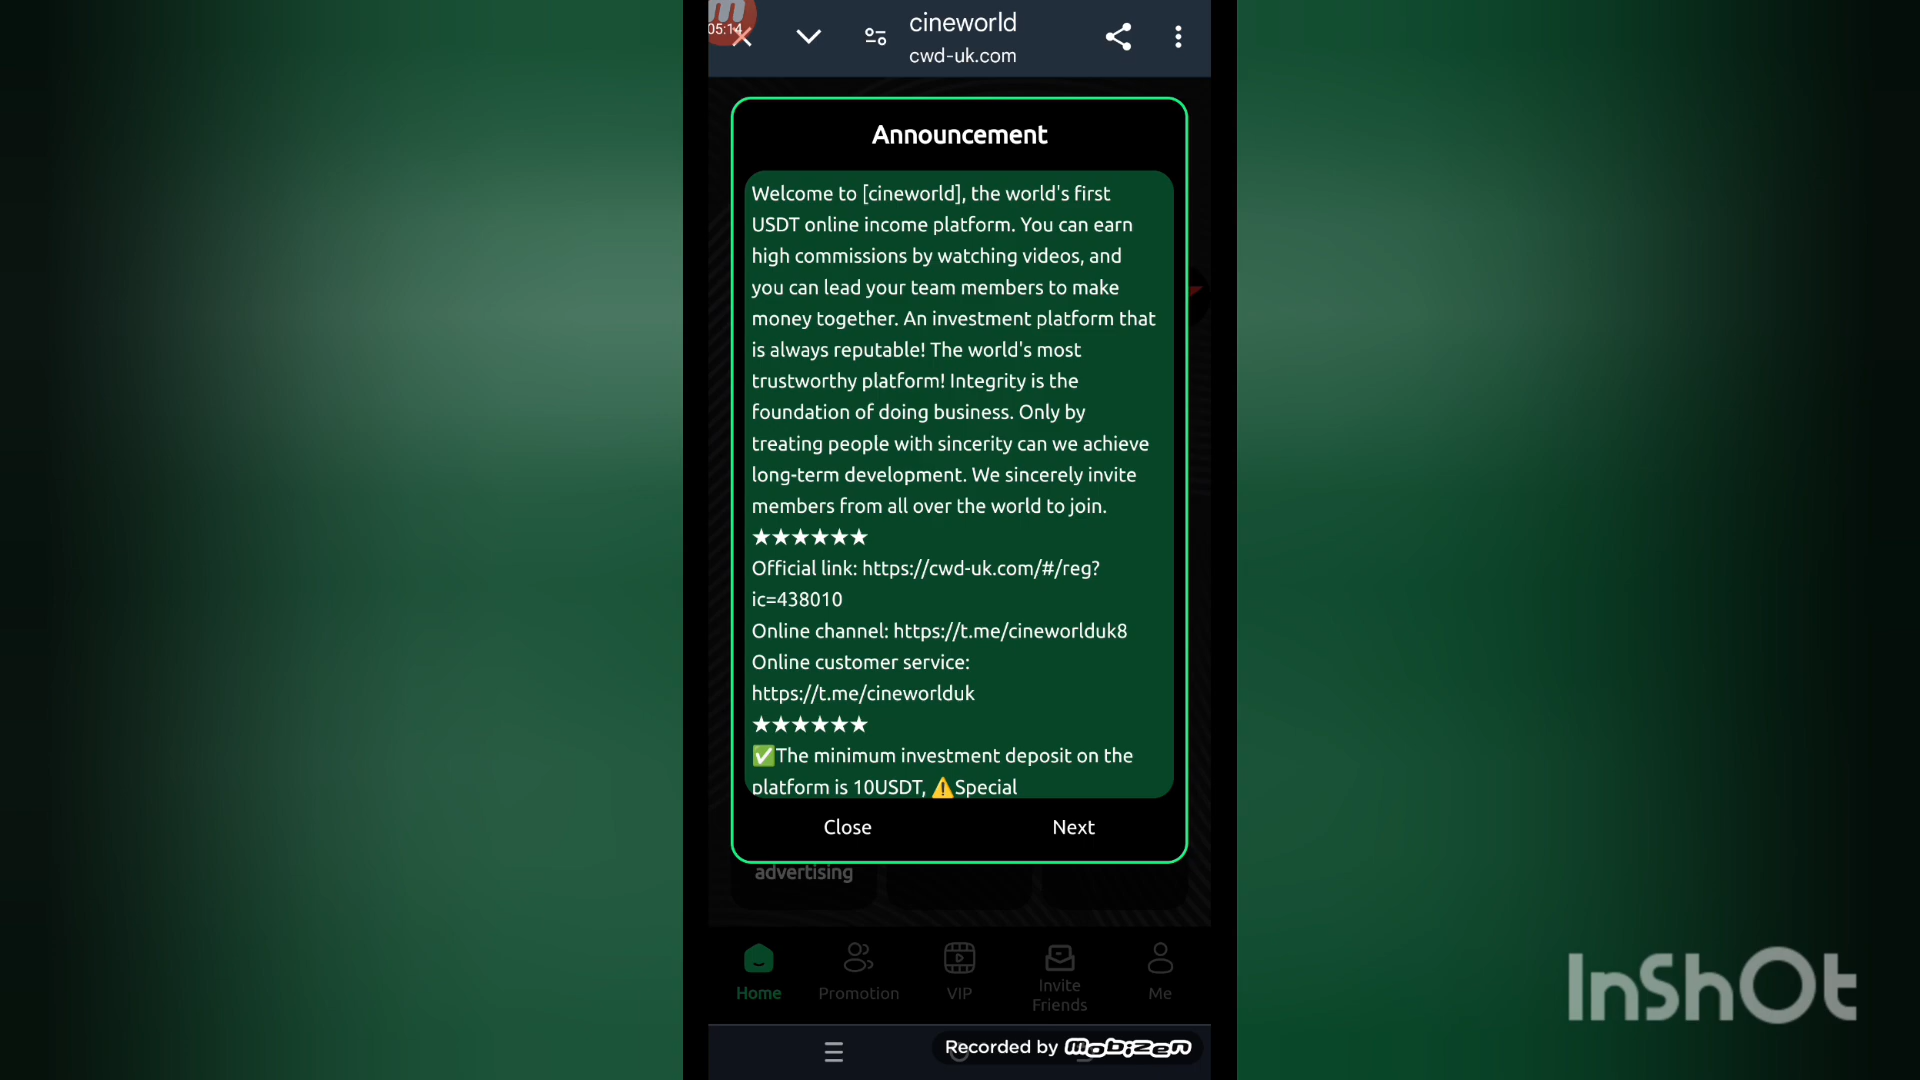 05:14
cineworld
cwd-uk.com
Announcement
Welcome to [cineworld], the world's first
USDT online income platform. You can earn
high commissions by watching videos, and
you can lead your team members to make
money together. An investment platform that
is always reputable! The world's most
trustworthy platform! Integrity is the
foundation of doing business. Only by
treating people with sincerity can we achieve
long-term development. We sincerely invite
members from all over the world to join.
★★★★★★
Official link: https://cwd-uk.com/#/reg?
ic=438010
Online channel: https://t.me/cineworlduk8
Online customer service:
https://t.me/cineworlduk
★★★★★★
✅The minimum investment deposit on the
platform is 10USDT, ⚠️Special
Close Next
advertising
Home Promotion VIP Invite Friends Me
Recorded by mobizen
InShOt